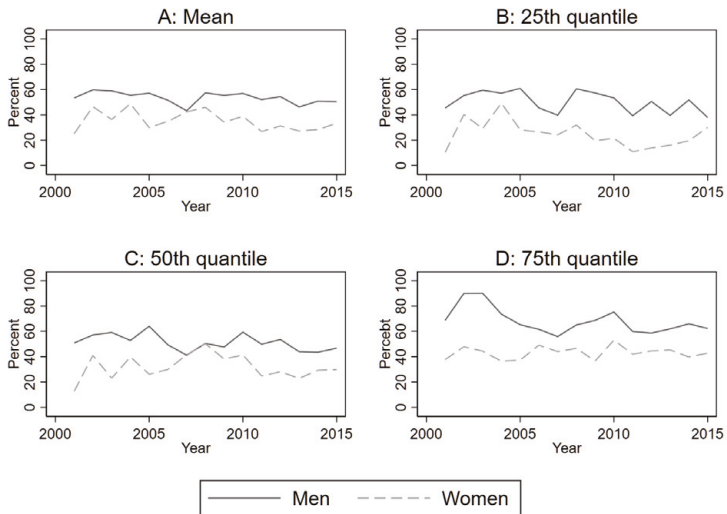 A: Mean
Percent
0 20 40 60 80 100
2000 2005 2010 2015
Year
B: 25th quantile
Percent
0 20 40 60 80 100
2000 2005 2010 2015
Year
C: 50th quantile
Percent
0 20 40 60 80 100
2000 2005 2010 2015
Year
D: 75th quantile
Percebt
0 20 40 60 80 100
2000 2005 2010 2015
Year
Men Women